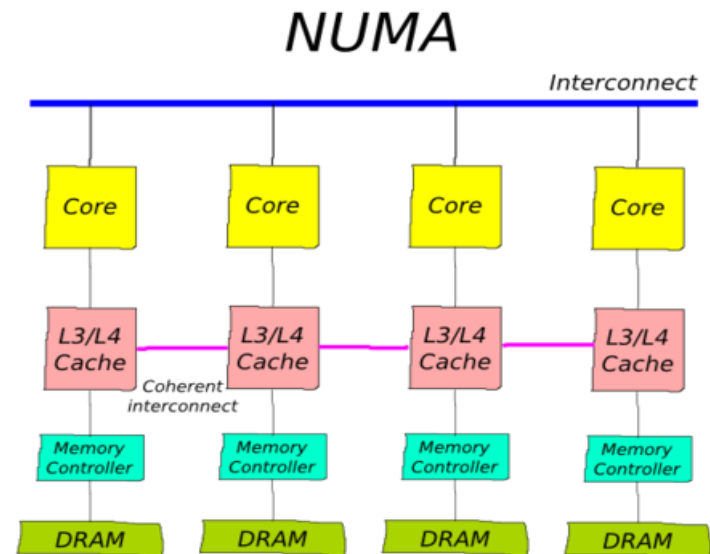 NUMA
Interconnect
Core
Core
Core
Core
L3/L4
Cache
L3/L4
Cache
L3/L4
Cache
L3/L4
Cache
Coherent
interconnect
Memory
Controller
Memory
Controller
Memory
Controller
Memory
Controller
DRAM
DRAM
DRAM
DRAM